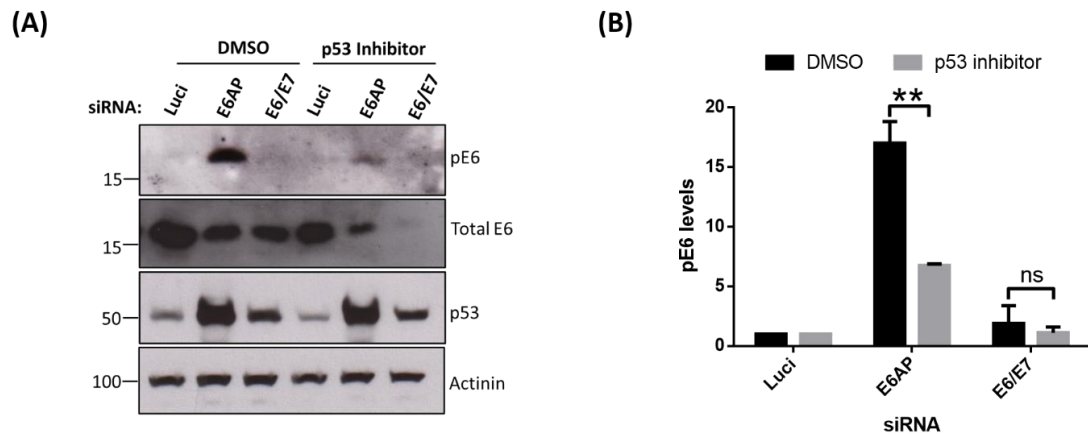 (A)
DMSO p53 Inhibitor
siRNA: Luci E6AP E6/E7 Luci E6AP E6/E7
pE6
15
Total E6
15
p53
50
Actinin
100
(B)
DMSO p53 inhibitor
20
15
10
5
0
pE6 levels
**
ns
Luci E6AP E6/E7
siRNA